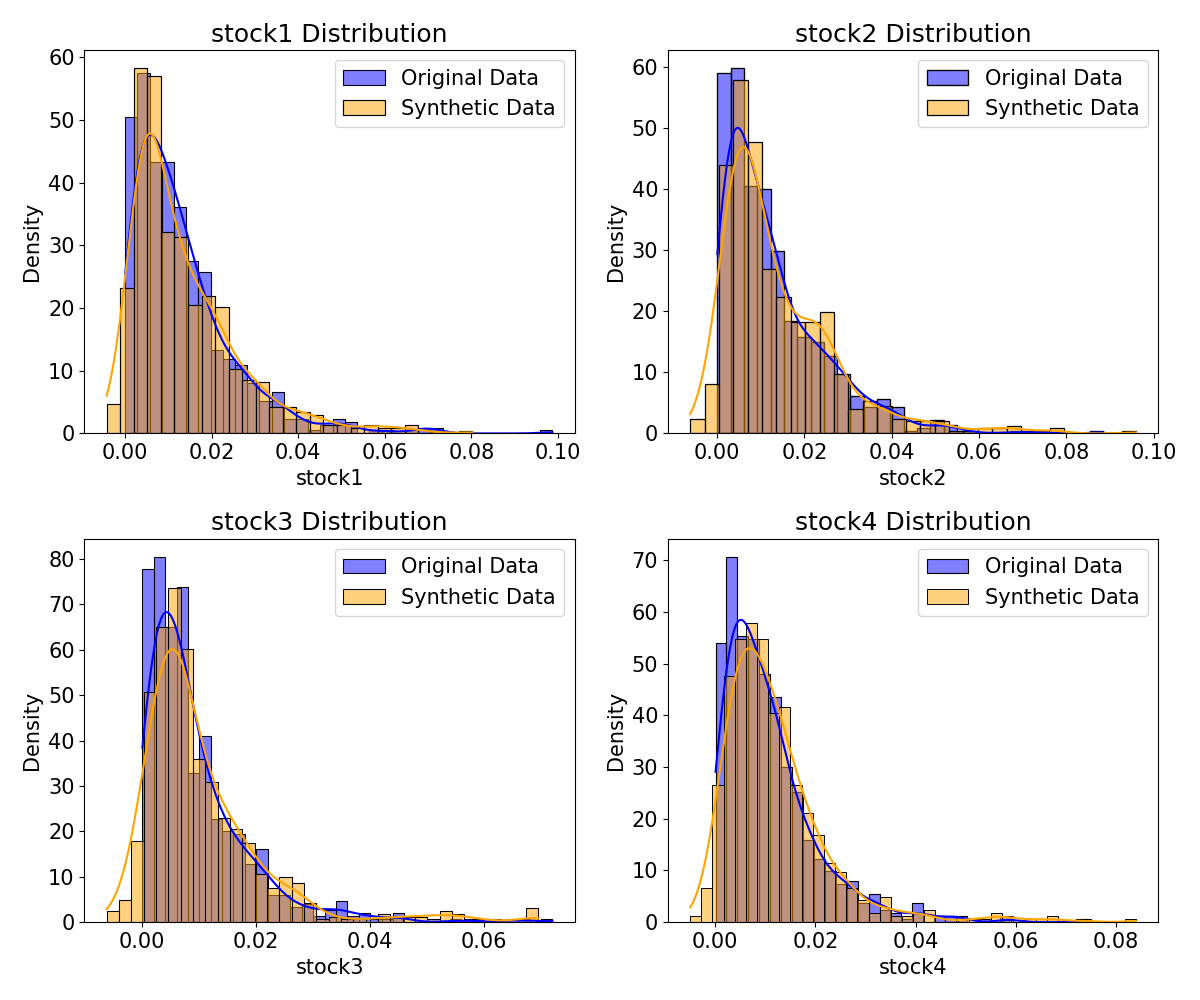 stock1 Distribution
Density
60
50
40
30
20
10
0
Original Data
Synthetic Data
0.00 0.02 0.04 0.06 0.08 0.10
stock1
stock2 Distribution
Density
60
50
40
30
20
10
0
Original Data
Synthetic Data
0.00 0.02 0.04 0.06 0.08 0.10
stock2
stock3 Distribution
Density
80
70
60
50
40
30
20
10
0
Original Data
Synthetic Data
0.00 0.02 0.04 0.06
stock3
stock4 Distribution
Density
70
60
50
40
30
20
10
0
Original Data
Synthetic Data
0.00 0.02 0.04 0.06 0.08
stock4